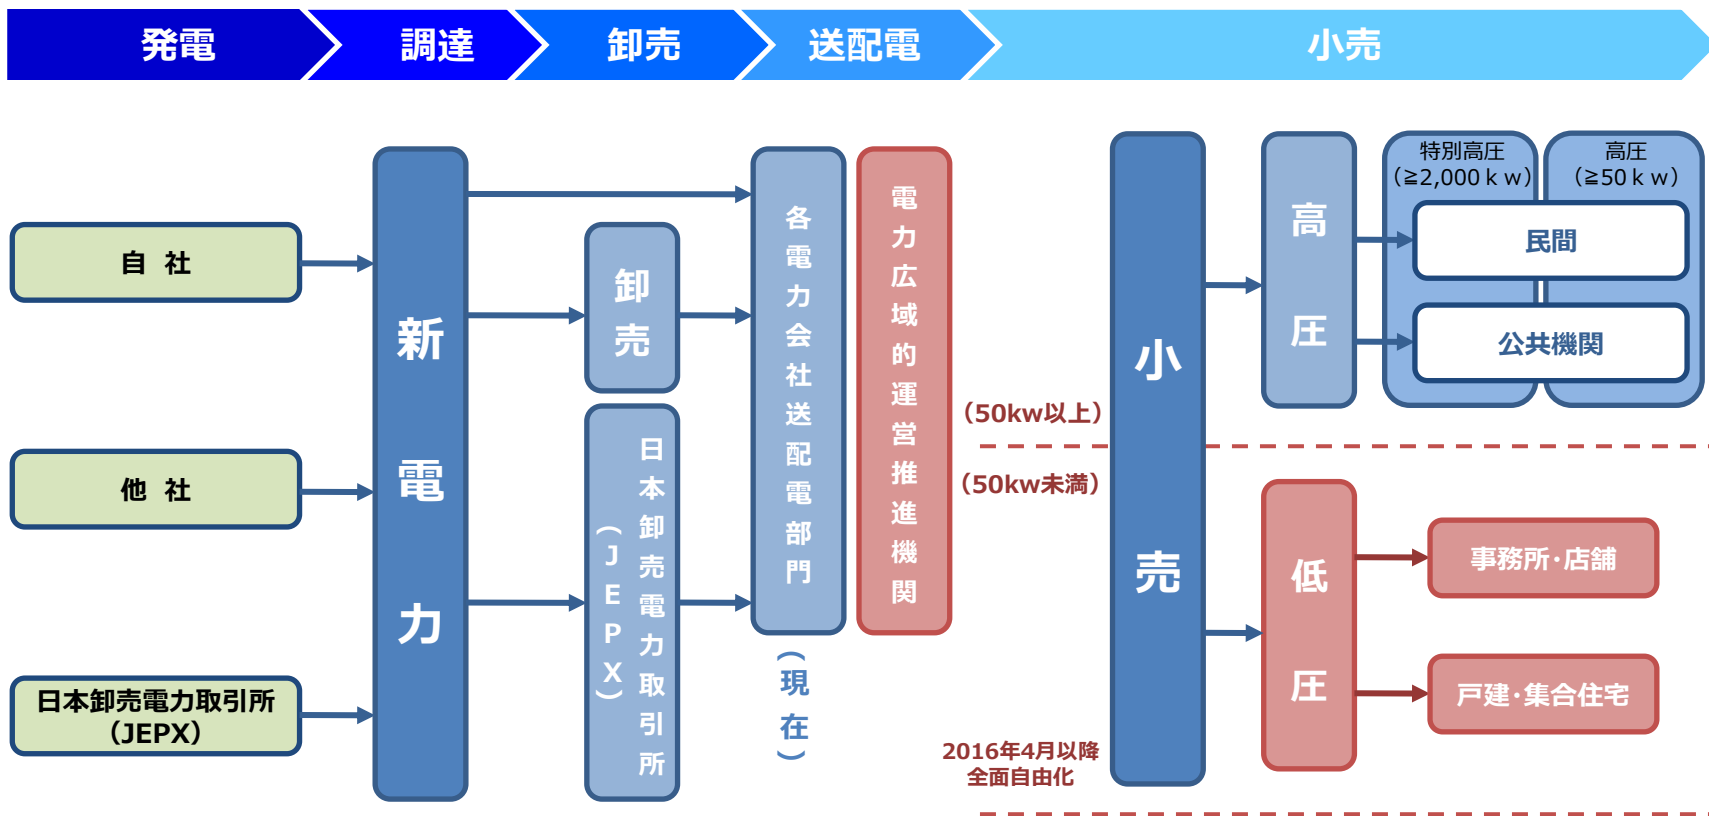 発電
調達
卸売
送配電
小売
自 社
他 社
日本卸売電力取引所
（JEPX）
新電力
卸売
日本卸売電力取引所
（JEPX）
各電力会社送配電部門
（現在）
電力広域的運営推進機関
（50kw以上）
（50kw未満）
2016年4月以降
全面自由化
小売
高圧
特別高圧
（≧2,000ｋｗ）
高圧
（≧50ｋｗ）
民間
公共機関
低圧
事務所・店舗
戸建・集合住宅